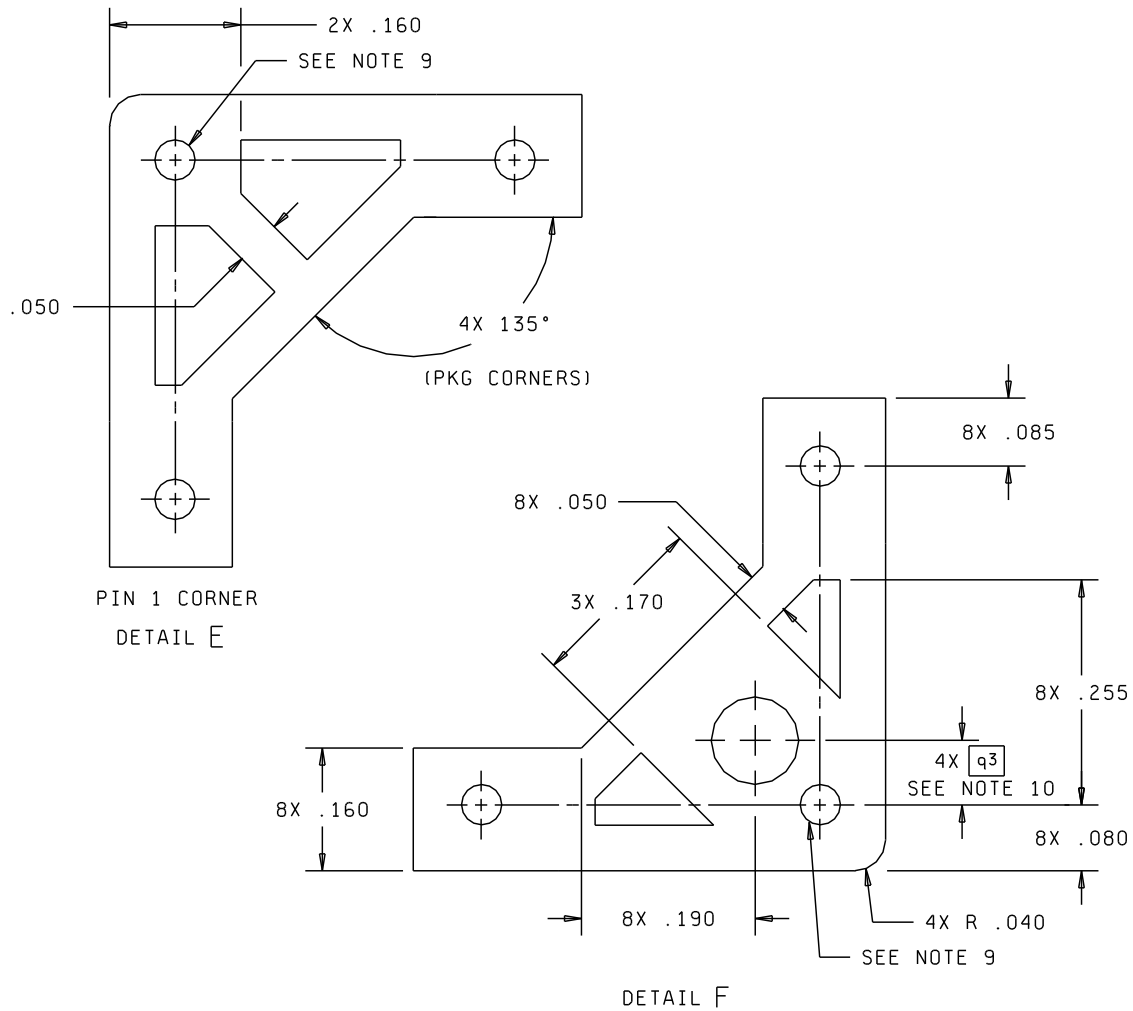 2X .160
SEE NOTE 9
.050
4X 135°
(PKG CORNERS)
PIN 1 CORNER
DETAIL E
8X .085
8X .050
3X .170
8X .255
4X q3
SEE NOTE 10
8X .160
8X .080
8X .190
4X R .040
SEE NOTE 9
DETAIL F